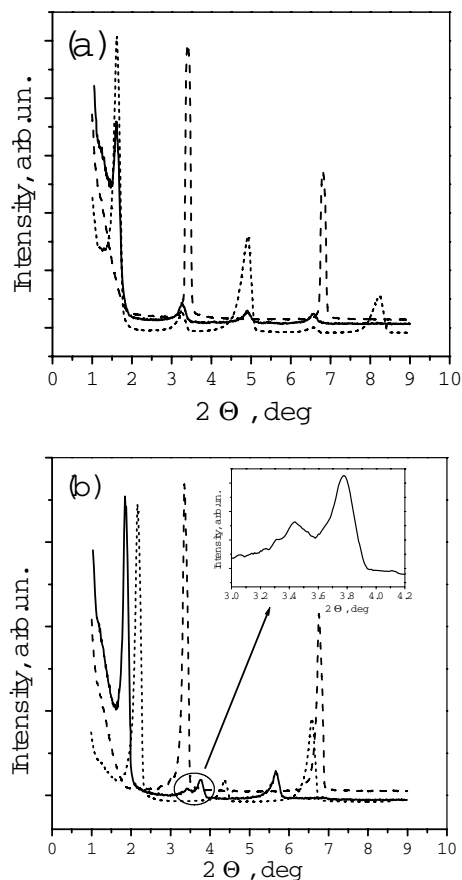 (a)
Intensity, arb.un.
0 1 2 3 4 5 6 7 8 9 10
2 Θ , deg
(b)
Intensity, arb.un.
Intensity, arb.un.
3.0 3.2 3.4 3.6 3.8 4.0 4.2
2 Θ , deg
0 1 2 3 4 5 6 7 8 9 10
2 Θ , deg